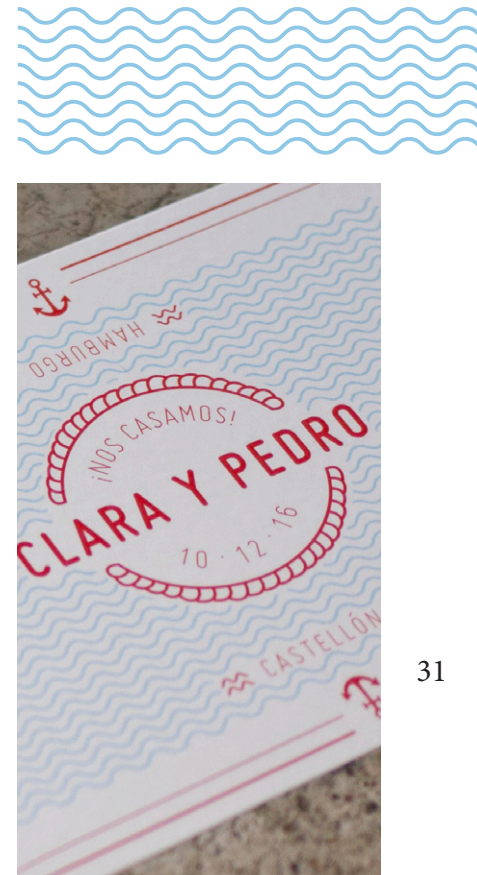 HAMBURGO
¡NOS CASAMOS!
CLARA Y PEDRO
10 · 12 · 16
CASTELLÓN
31